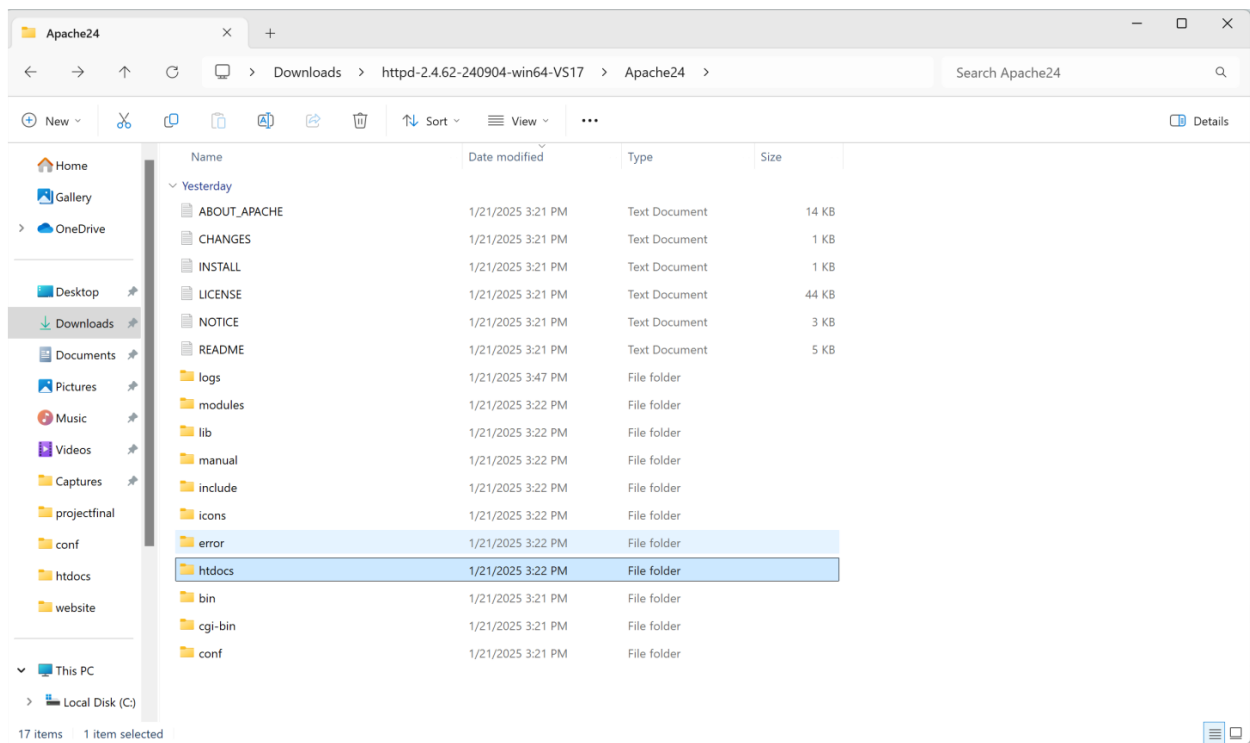 Apache24
Downloads > httpd-2.4.62-240904-win64-VS17 > Apache24 >
Search Apache24
New
Sort
View
Details
Home
Gallery
OneDrive
Desktop
Downloads
Documents
Pictures
Music
Videos
Captures
projectfinal
conf
htdocs
website
This PC
Local Disk (C:)
Name Date modified Type Size
Yesterday
ABOUT_APACHE 1/21/2025 3:21 PM Text Document 14 KB
CHANGES 1/21/2025 3:21 PM Text Document 1 KB
INSTALL 1/21/2025 3:21 PM Text Document 1 KB
LICENSE 1/21/2025 3:21 PM Text Document 44 KB
NOTICE 1/21/2025 3:21 PM Text Document 3 KB
README 1/21/2025 3:21 PM Text Document 5 KB
logs 1/21/2025 3:47 PM File folder
modules 1/21/2025 3:22 PM File folder
lib 1/21/2025 3:22 PM File folder
manual 1/21/2025 3:22 PM File folder
include 1/21/2025 3:22 PM File folder
icons 1/21/2025 3:22 PM File folder
error 1/21/2025 3:22 PM File folder
htdocs 1/21/2025 3:22 PM File folder
bin 1/21/2025 3:21 PM File folder
cgi-bin 1/21/2025 3:21 PM File folder
conf 1/21/2025 3:21 PM File folder
17 items 1 item selected